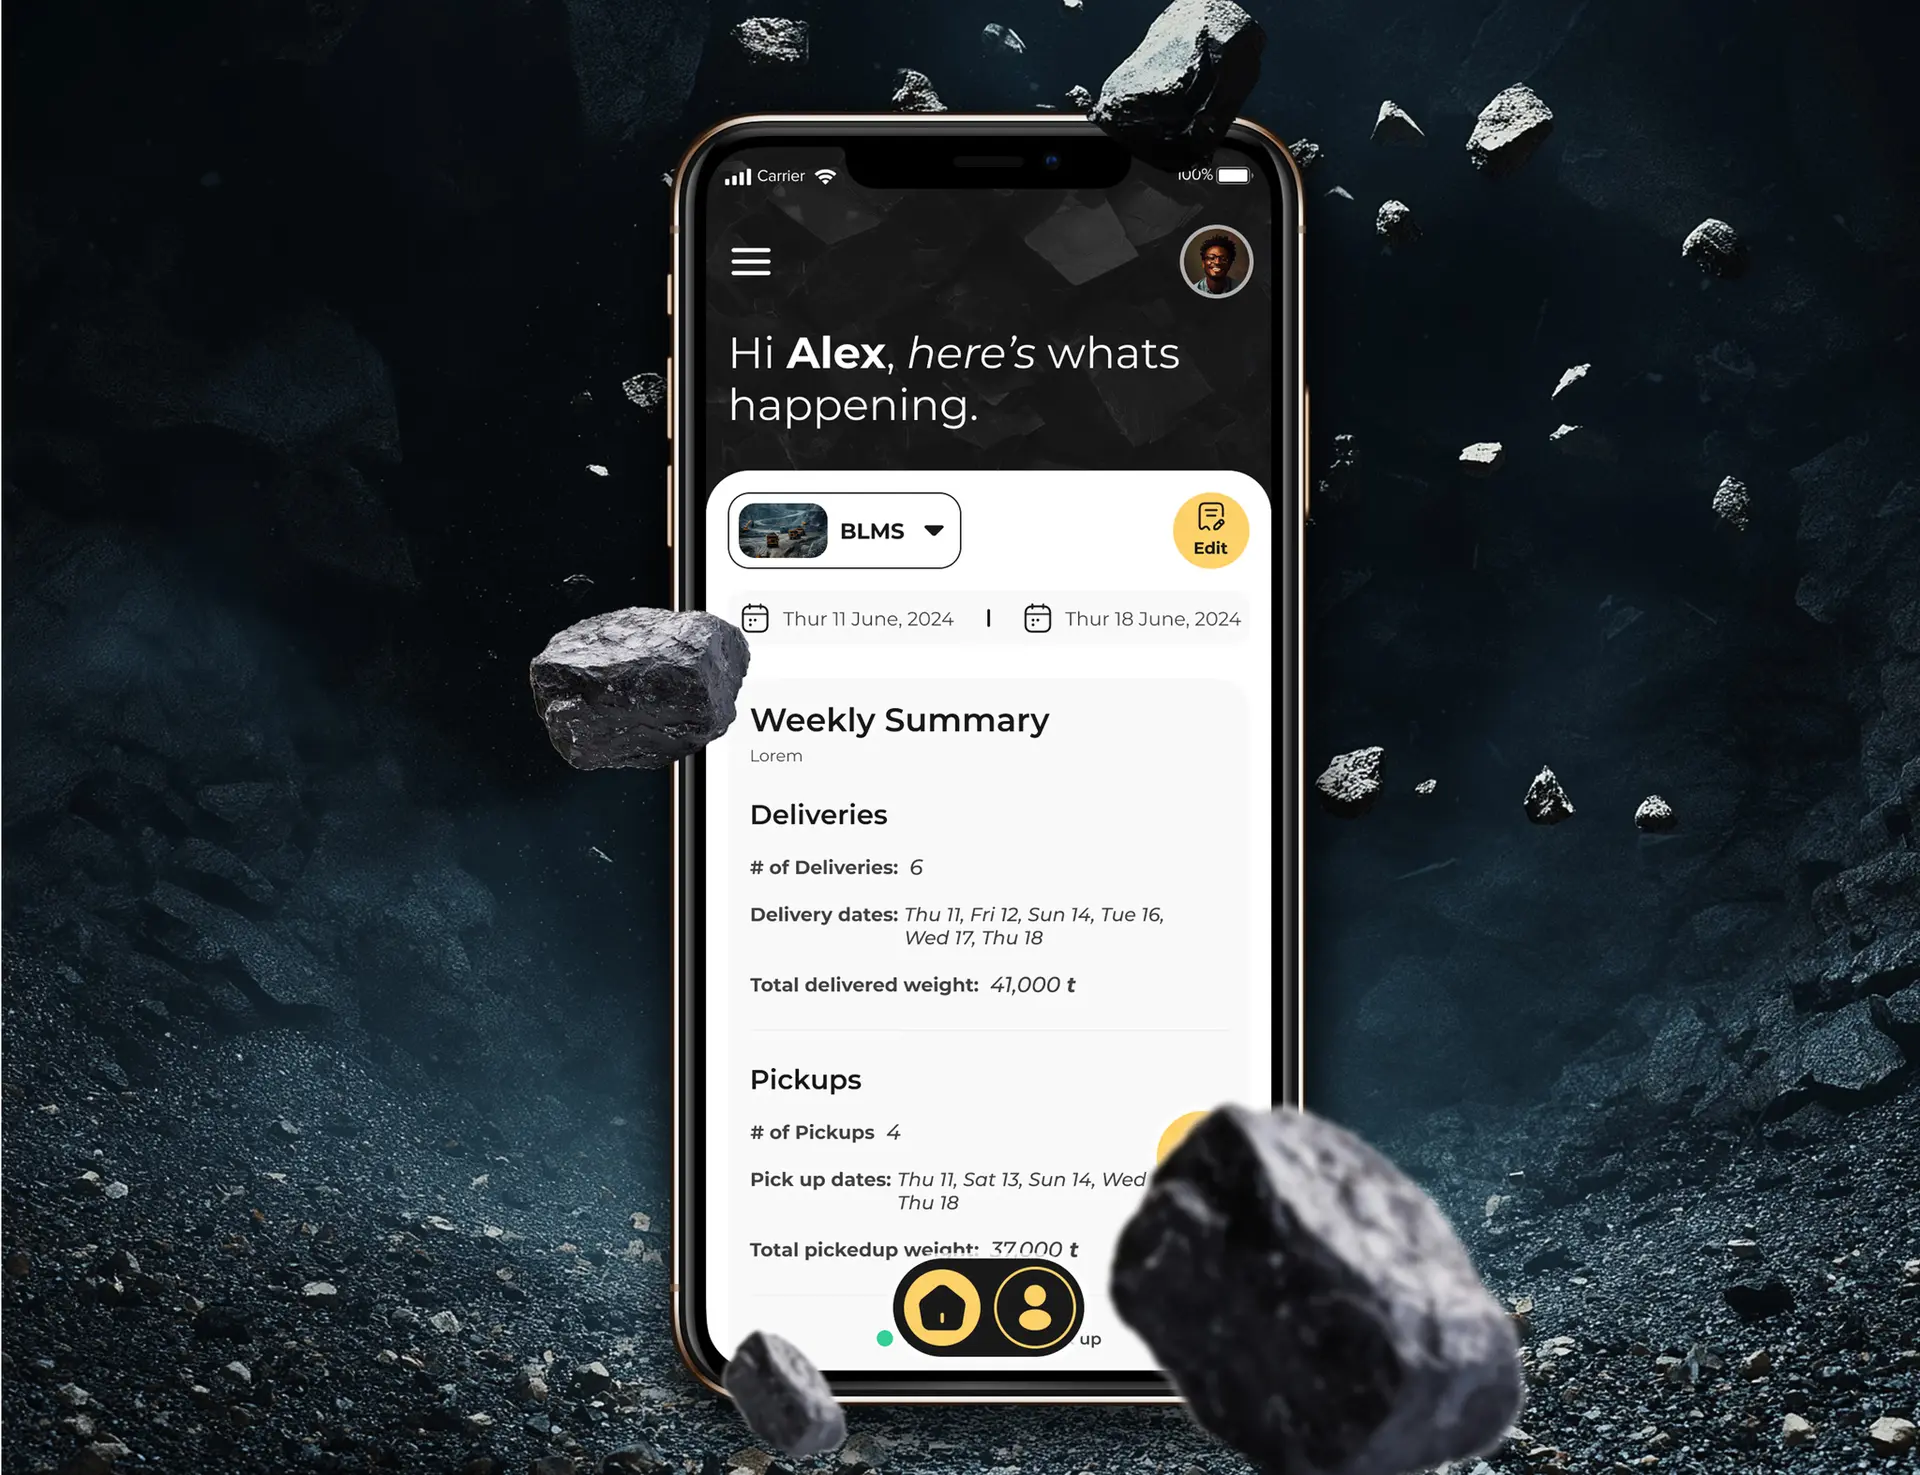 Carrier
100%
Hi Alex, here's whats
happening.
BLMS
Edit
Thur 11 June, 2024 | Thur 18 June, 2024
Weekly Summary
Lorem
Deliveries
# of Deliveries: 6
Delivery dates: Thu 11, Fri 12, Sun 14, Tue 16,
Wed 17, Thu 18
Total delivered weight: 41,000 t
Pickups
# of Pickups 4
Pick up dates: Thu 11, Sat 13, Sun 14, Wed
Thu 18
Total pickedup weight: 37,000 t
up